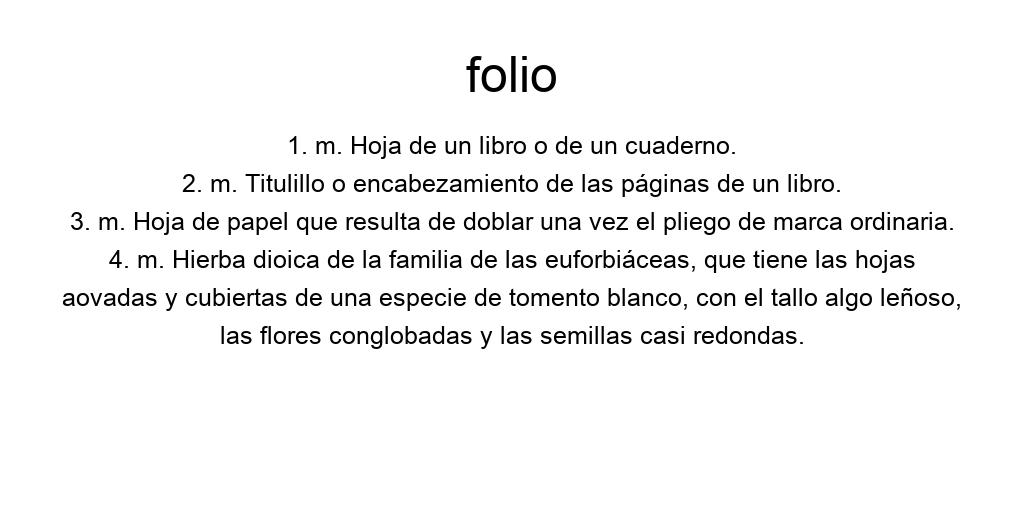 folio
1. m. Hoja de un libro o de un cuaderno.
2. m. Titulillo o encabezamiento de las páginas de un libro.
3. m. Hoja de papel que resulta de doblar una vez el pliego de marca ordinaria.
4. m. Hierba dioica de la familia de las euforbiáceas, que tiene las hojas
aovadas y cubiertas de una especie de tomento blanco, con el tallo algo leñoso,
las flores conglobadas y las semillas casi redondas.